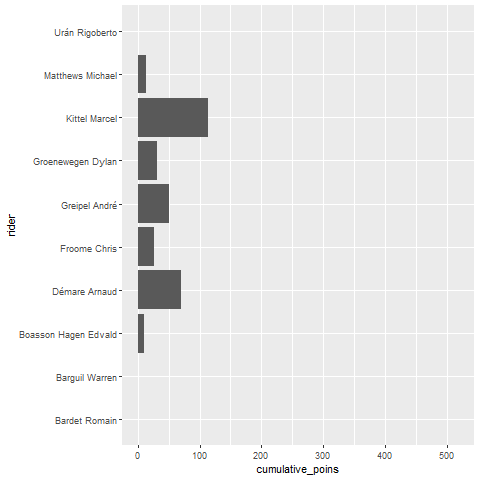 Urán Rigoberto
Matthews Michael
Kittel Marcel
Groenewegen Dylan
Greipel André
Froome Chris
Démare Arnaud
Boasson Hagen Edvald
Barguil Warren
Bardet Romain
rider
0 100 200 300 400 500
cumulative_poins